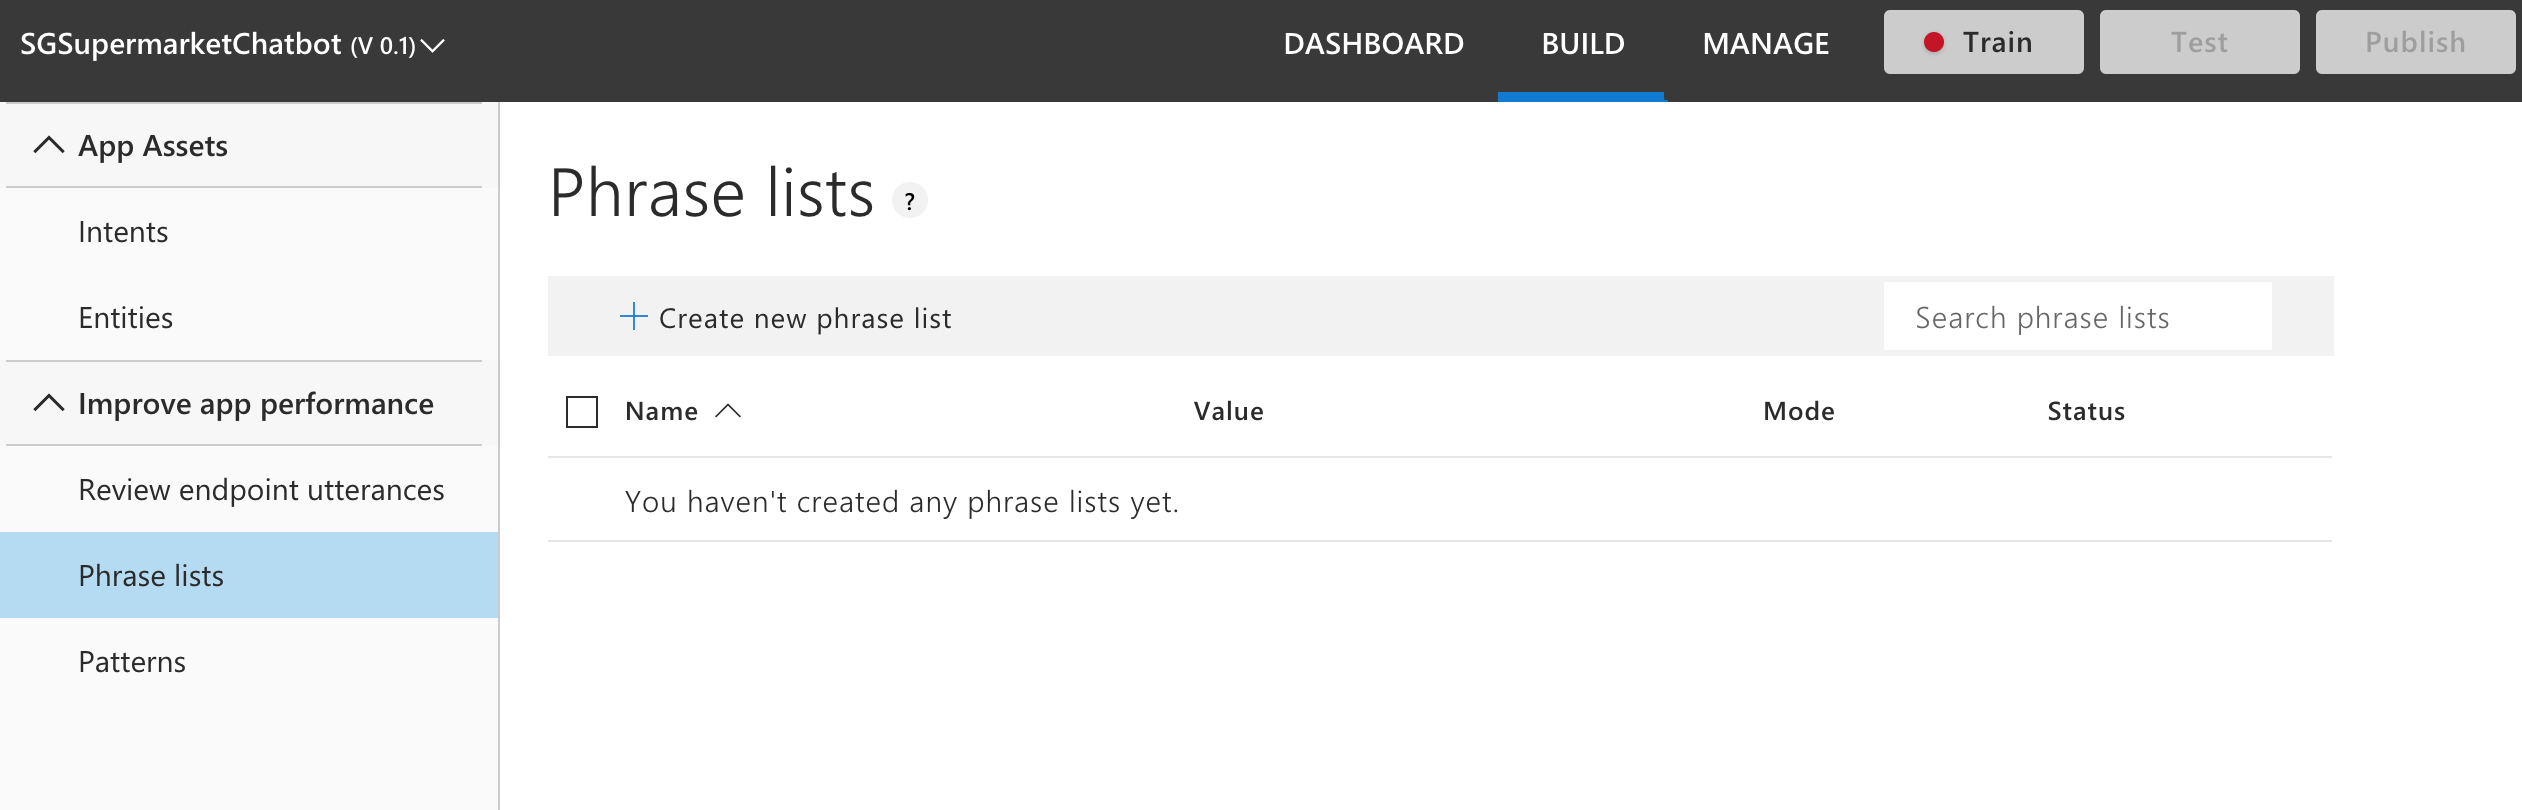 SGSupermarketChatbot (V 0.1)
DASHBOARD
BUILD
MANAGE
Train
Test
Publish
App Assets
Intents
Entities
Improve app performance
Review endpoint utterances
Phrase lists
Patterns
Phrase lists ?
Create new phrase list
Search phrase lists
Name
Value
Mode
Status
You haven't created any phrase lists yet.